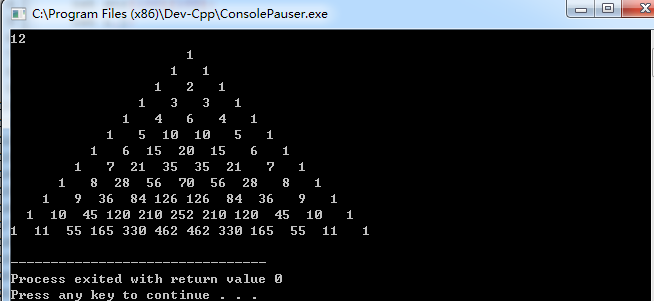 C:\Program Files (x86)\Dev-Cpp\ConsolePauser.exe
12
1
1 1
1 2 1
1 3 3 1
1 4 6 4 1
1 5 10 10 5 1
1 6 15 20 15 6 1
1 7 21 35 35 21 7 1
1 8 28 56 70 56 28 8 1
1 9 36 84 126 126 84 36 9 1
1 10 45 120 210 252 210 120 45 10 1
1 11 55 165 330 462 462 330 165 55 11 1
--------------------------------
Process exited with return value 0
Press any key to continue . . .